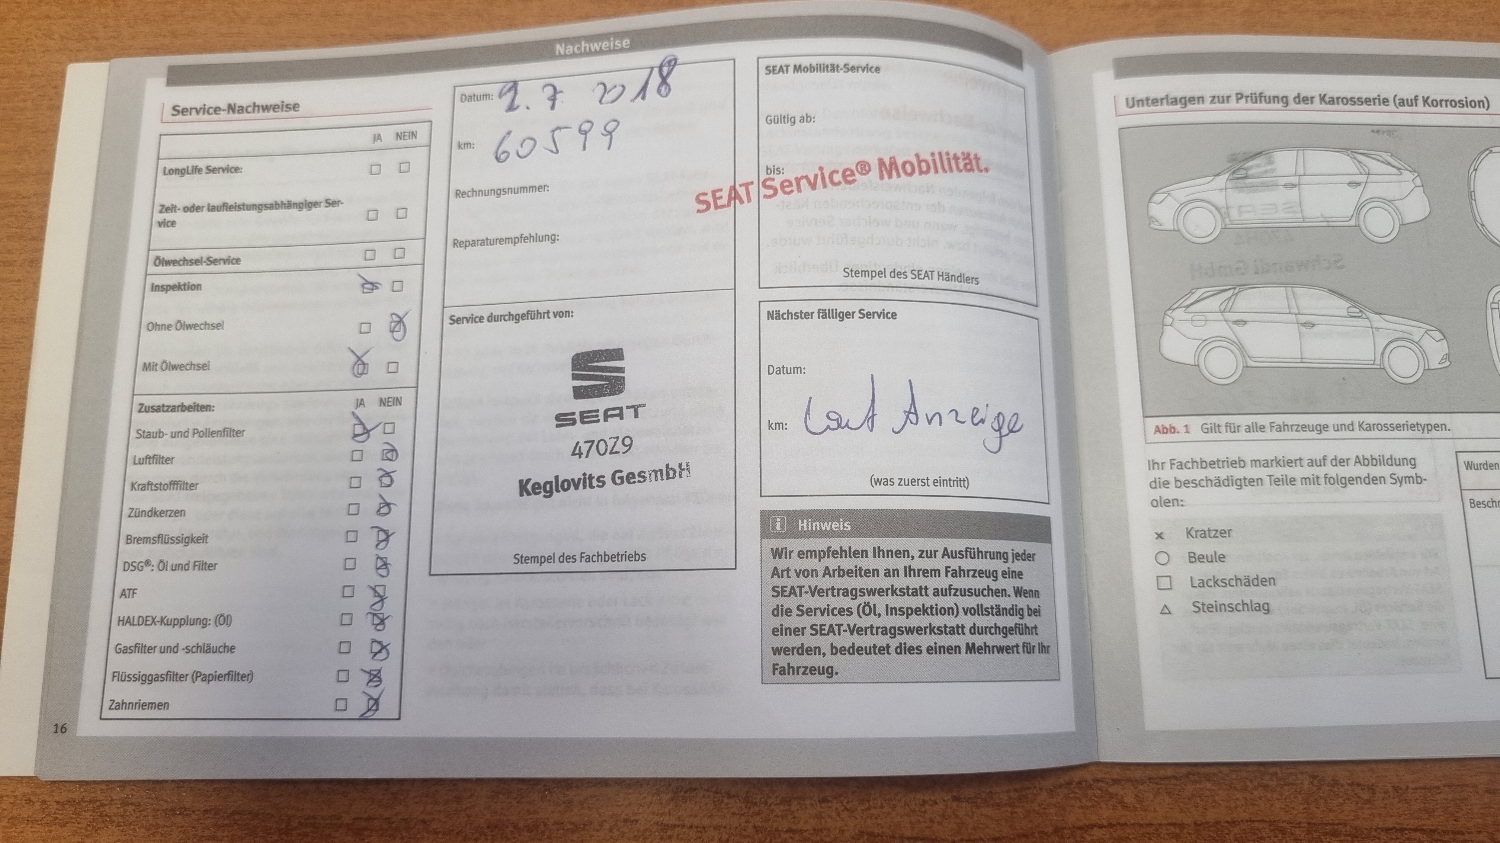 Nachweise
Service-Nachweise
JA NEIN
LongLife Service:
Zeit- oder laufleistungsabhängiger Ser-
vice
Ölwechsel-Service
Inspektion
Ohne Ölwechsel
Mit Ölwechsel
Zusatzarbeiten: JA NEIN
Staub- und Pollenfilter
Luftfilter
Kraftstofffilter
Zündkerzen
Bremsflüssigkeit
DSG®: Öl und Filter
ATF
HALDEX-Kupplung: (Öl)
Gasfilter und -schläuche
Flüssiggasfilter (Papierfilter)
Zahnriemen
16
Datum: 2.7 2018
km: 60599
Rechnungsnummer:
Reparaturempfehlung:
Service durchgeführt von:
SEAT
470Z9
Keglovits GesmbH
Stempel des Fachbetriebs
SEAT Mobilität-Service
Gültig ab:
bis:
SEAT Service® Mobilität.
Stempel des SEAT Händlers
Nächster fälliger Service
Datum:
km: Laut Anzeige
(was zuerst eintritt)
i Hinweis
Wir empfehlen Ihnen, zur Ausführung jeder
Art von Arbeiten an Ihrem Fahrzeug eine
SEAT-Vertragswerkstatt aufzusuchen. Wenn
die Services (Öl, Inspektion) vollständig bei
einer SEAT-Vertragswerkstatt durchgeführt
werden, bedeutet dies einen Mehrwert für Ihr
Fahrzeug.
Unterlagen zur Prüfung der Karosserie (auf Korrosion)
Abb. 1 Gilt für alle Fahrzeuge und Karosserietypen.
Ihr Fachbetrieb markiert auf der Abbildung
die beschädigten Teile mit folgenden Symb-
olen:
Kratzer
Beule
Lackschäden
Steinschlag
Wurden